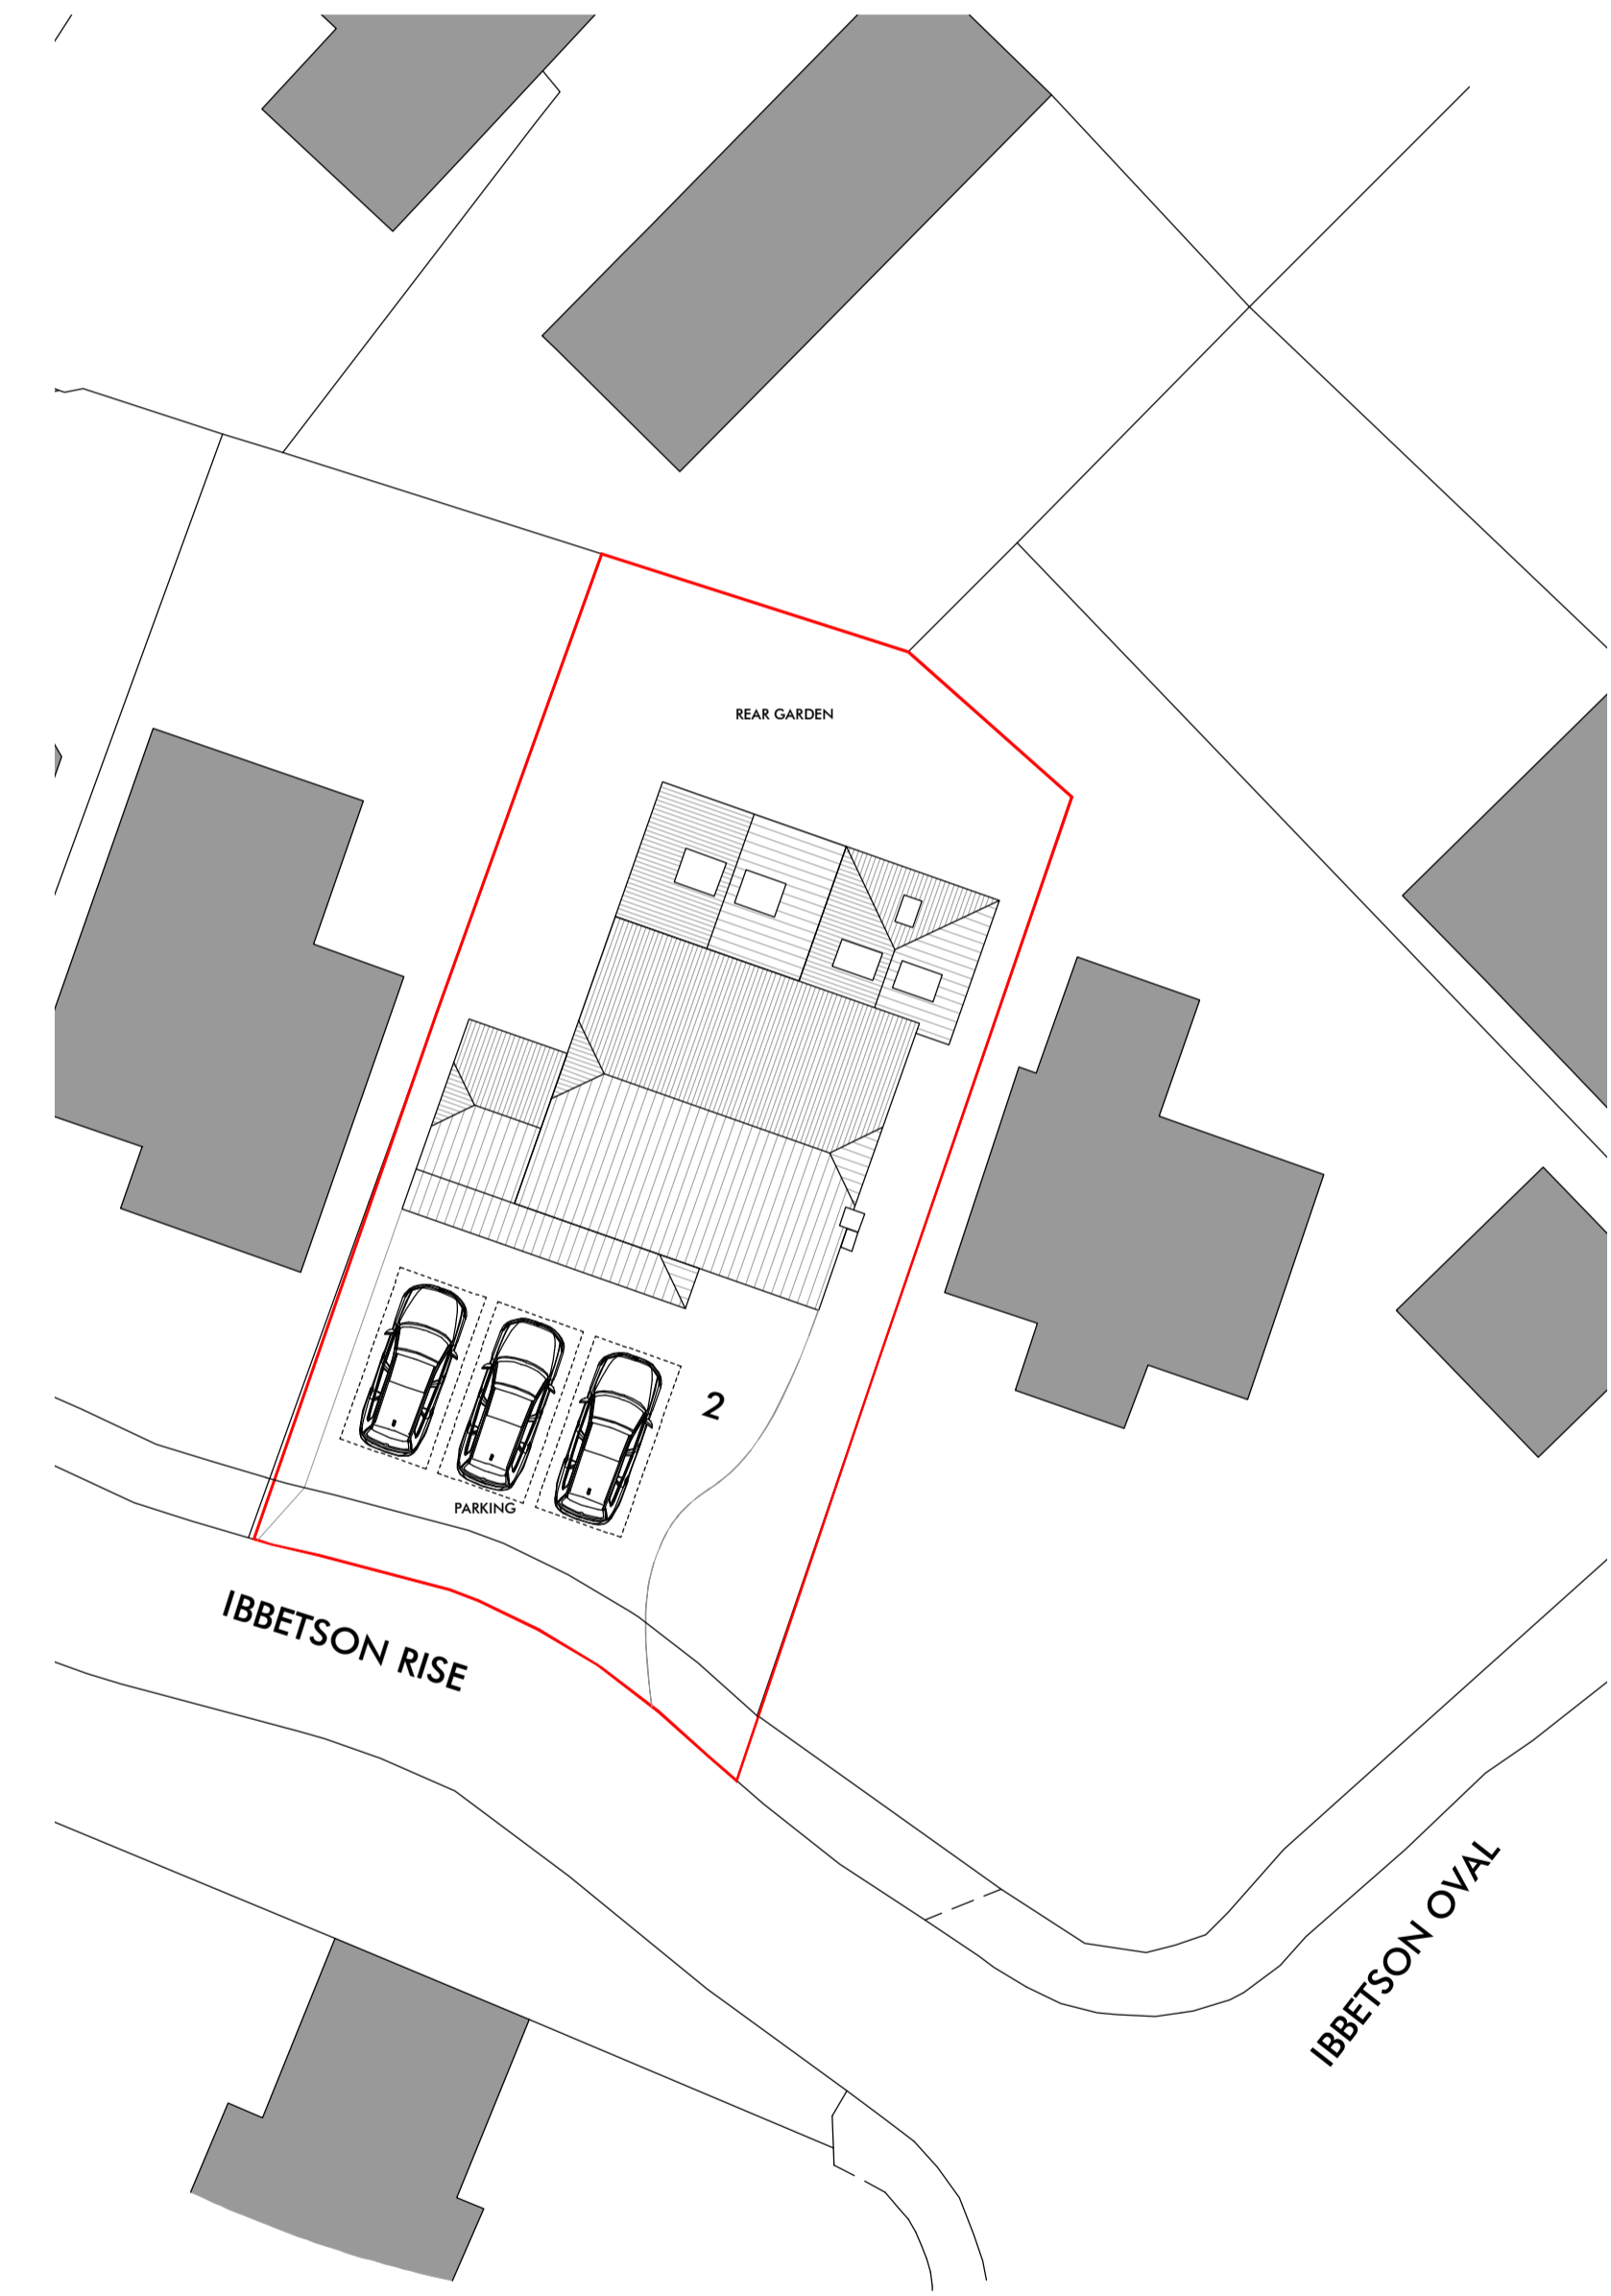 REAR GARDEN
2
PARKING
IBBETSON RISE
IBBETSON OVAL